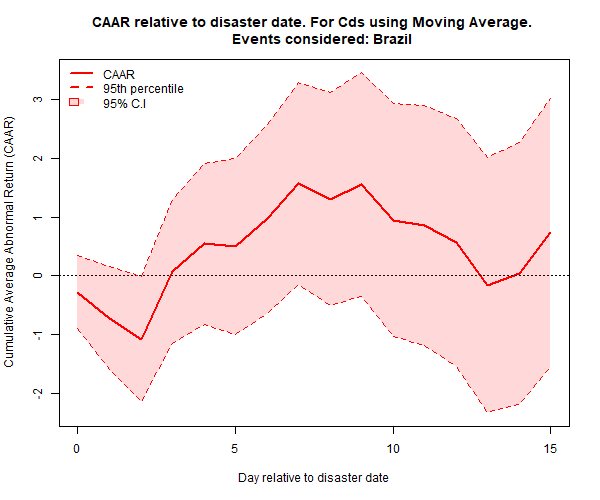 CAAR relative to disaster date. For Cds using Moving Average.
Events considered: Brazil
CAAR
95th percentile
95% C.I
Cumulative Average Abnormal Return (CAAR)
3
2
1
0
-1
-2
0 5 10 15
Day relative to disaster date